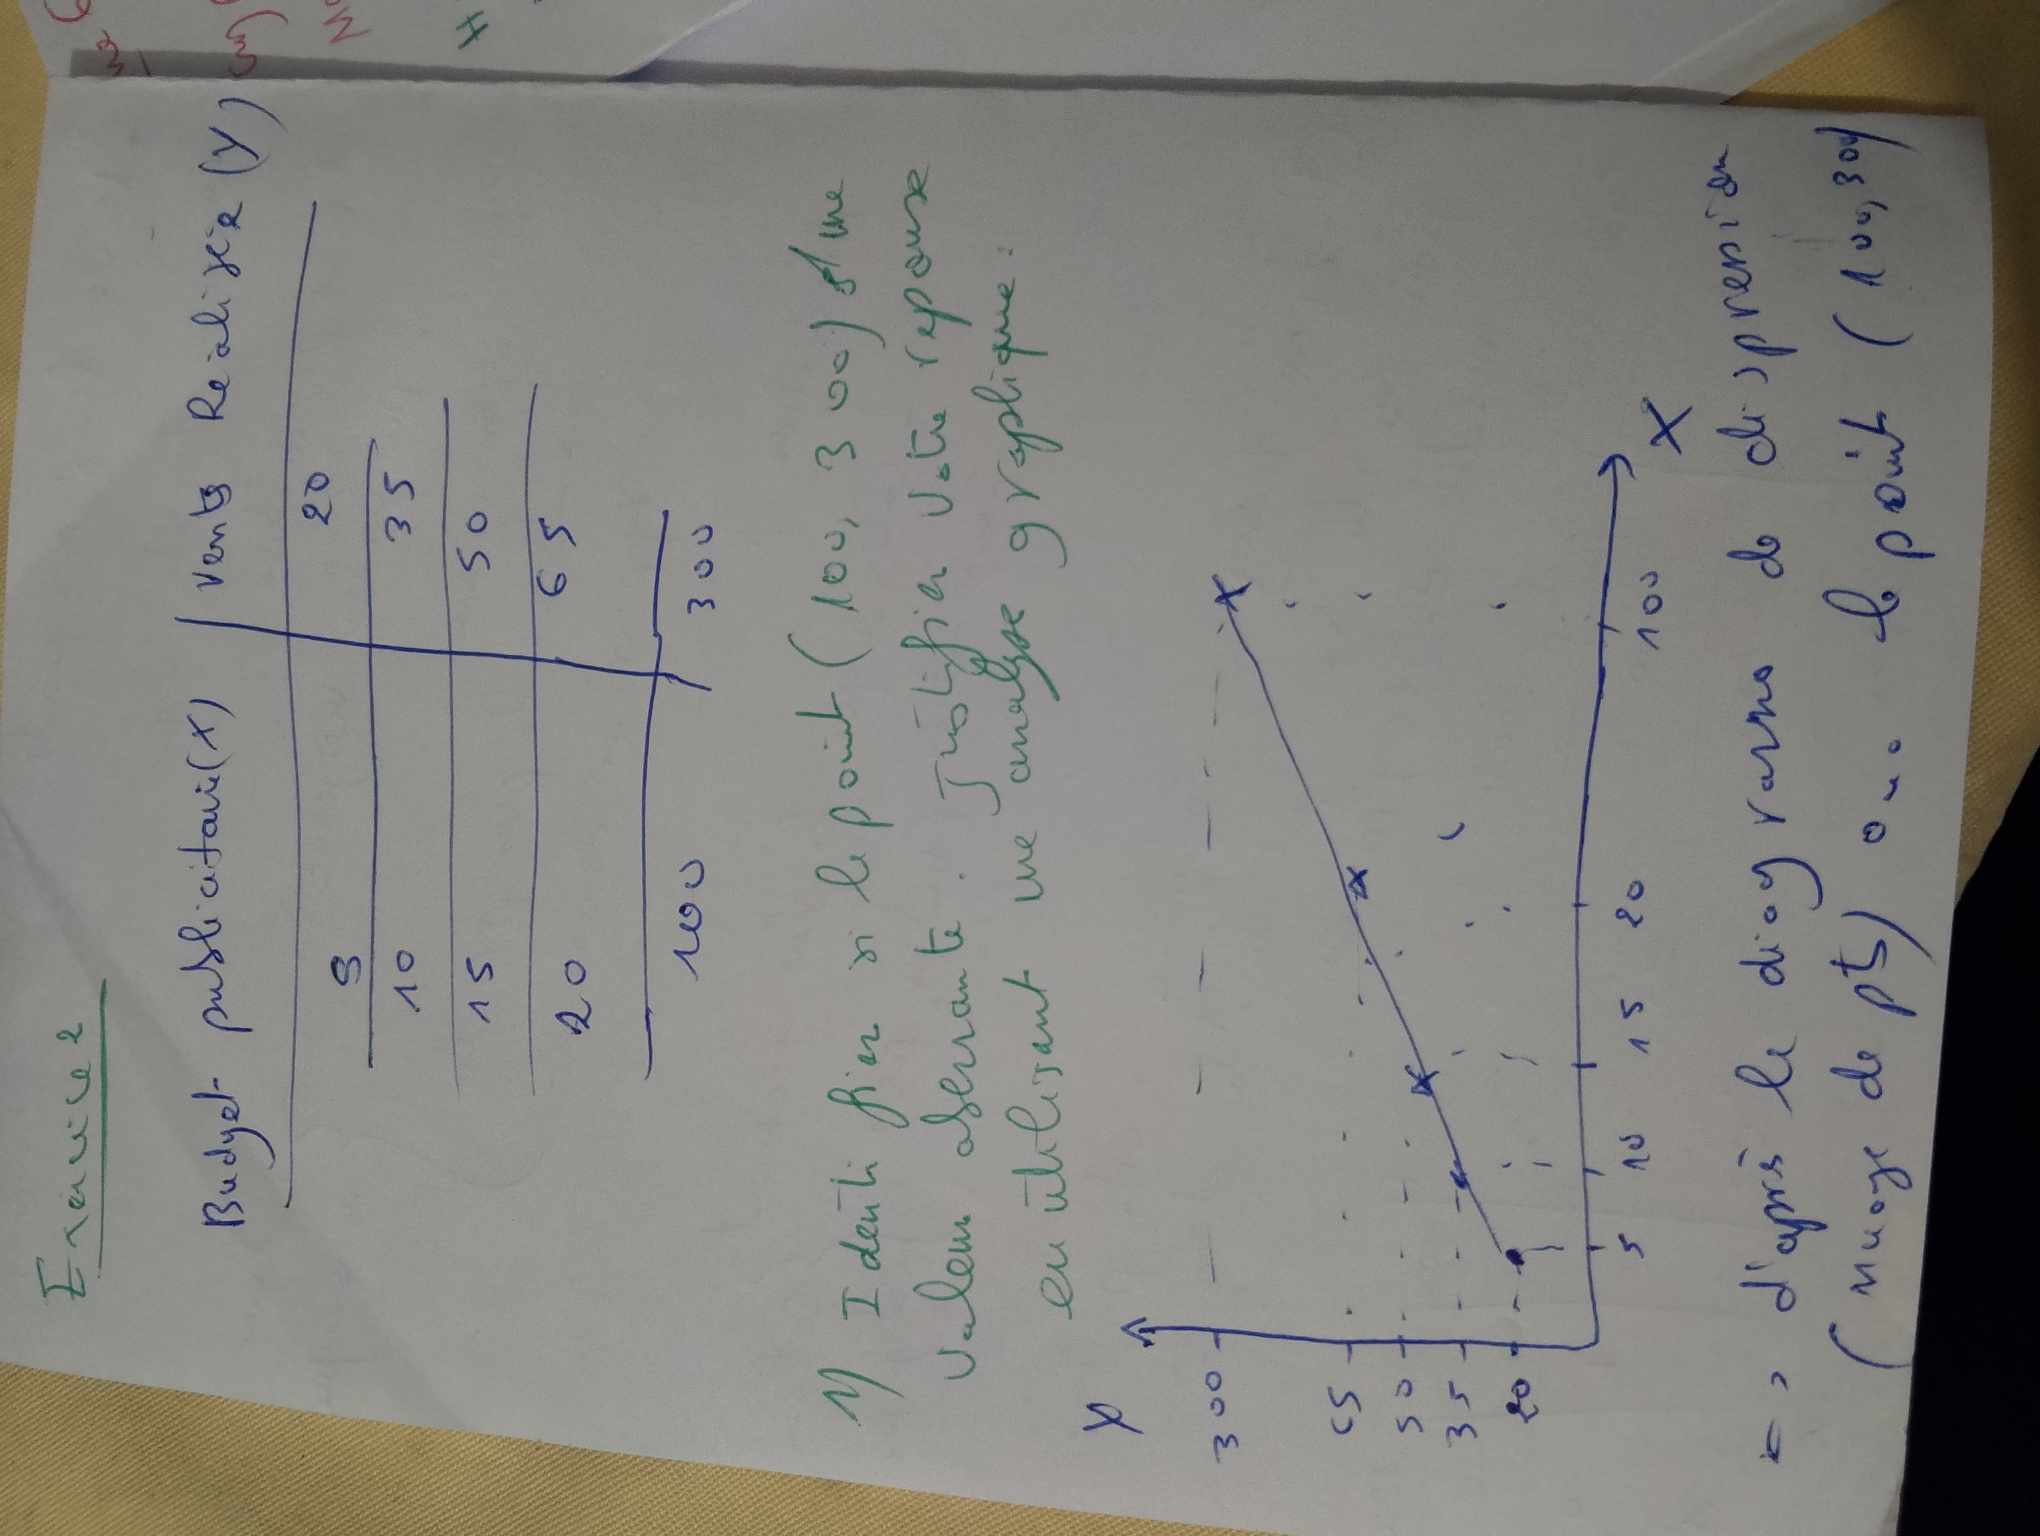 Exercice 2
Budget publicitaire (X) | Vents Réalisée (Y)
5 | 20
10 | 35
15 | 50
20 | 65
100 | 300
1) Identifier si le point (100, 300) est une
valeur aberrante. Justifier votre reponse
en utilisant une analyse graphique:
Y
300
65
50
35
20
5 10 15 20 100
X
=> d'après le diagramme de dispression
(nuage de pts) le point (100, 300)